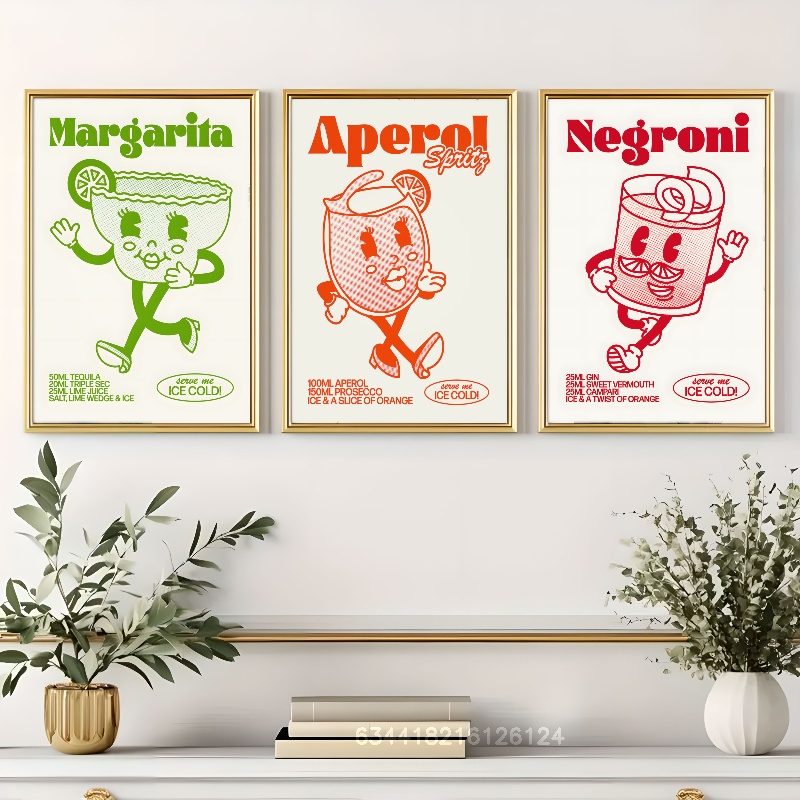 Margarita
50ML TEQUILA
20ML TRIPLE SEC
25ML LIME JUICE
SALT, LIME WEDGE & ICE
serve me
ICE COLD!
Aperol
Spritz
100ML APEROL
150ML PROSECCO
ICE & A SLICE OF ORANGE
serve me
ICE COLD!
Negroni
25ML GIN
25ML SWEET VERMOUTH
25ML CAMPARI
ICE & A TWIST OF ORANGE
serve me
ICE COLD!
634418216126124